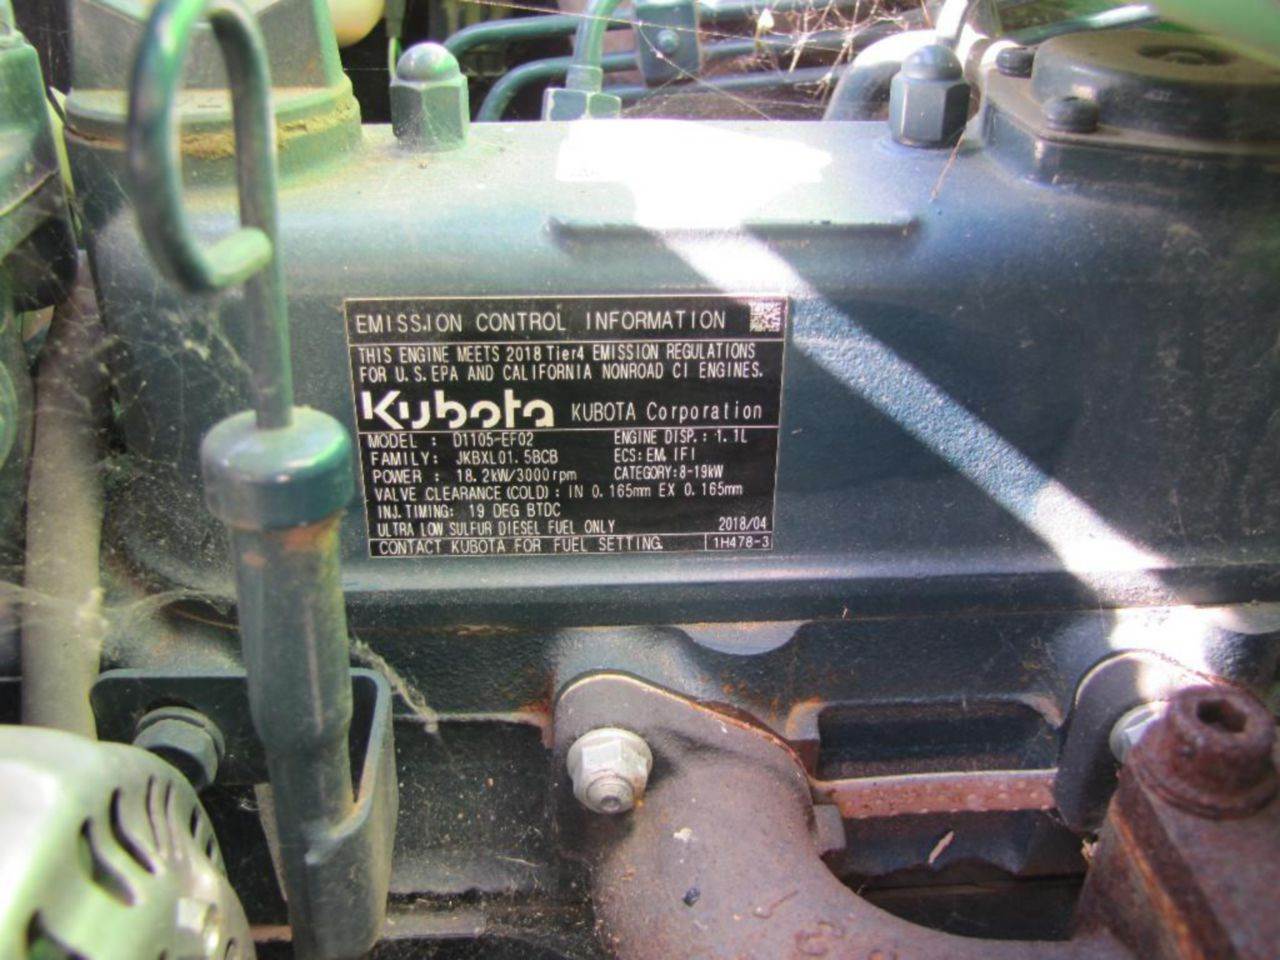 EMISSION CONTROL INFORMATION
THIS ENGINE MEETS 2018 Tier4 EMISSION REGULATIONS
FOR U.S. EPA AND CALIFORNIA NONROAD CI ENGINES.
Kubota KUBOTA Corporation
MODEL : D1105-EF02 ENGINE DISP.: 1.1L
FAMILY: JKBXL01.5BCB ECS: EM, IFI
POWER : 18.2kW/3000rpm CATEGORY: 8-19kW
VALVE CLEARANCE (COLD) : IN 0.165mm EX 0.165mm
INJ. TIMING: 19 DEG BTDC
ULTRA LOW SULFUR DIESEL FUEL ONLY 2018/04
CONTACT KUBOTA FOR FUEL SETTING. 1H478-3